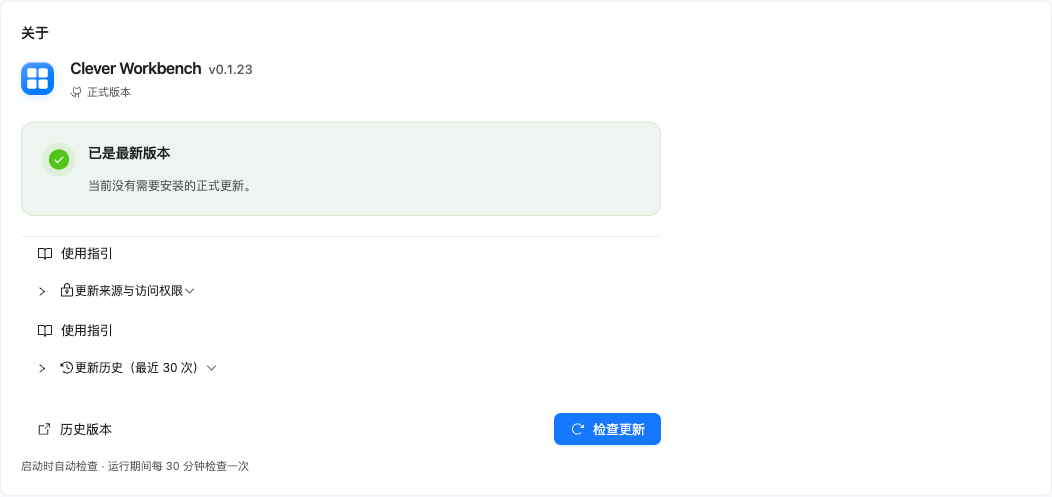 关于
Clever Workbench v0.1.23
正式版本
已是最新版本
当前没有需要安装的正式更新。
使用指引
更新来源与访问权限
使用指引
更新历史（最近 30 次）
历史版本
检查更新
启动时自动检查 · 运行期间每 30 分钟检查一次